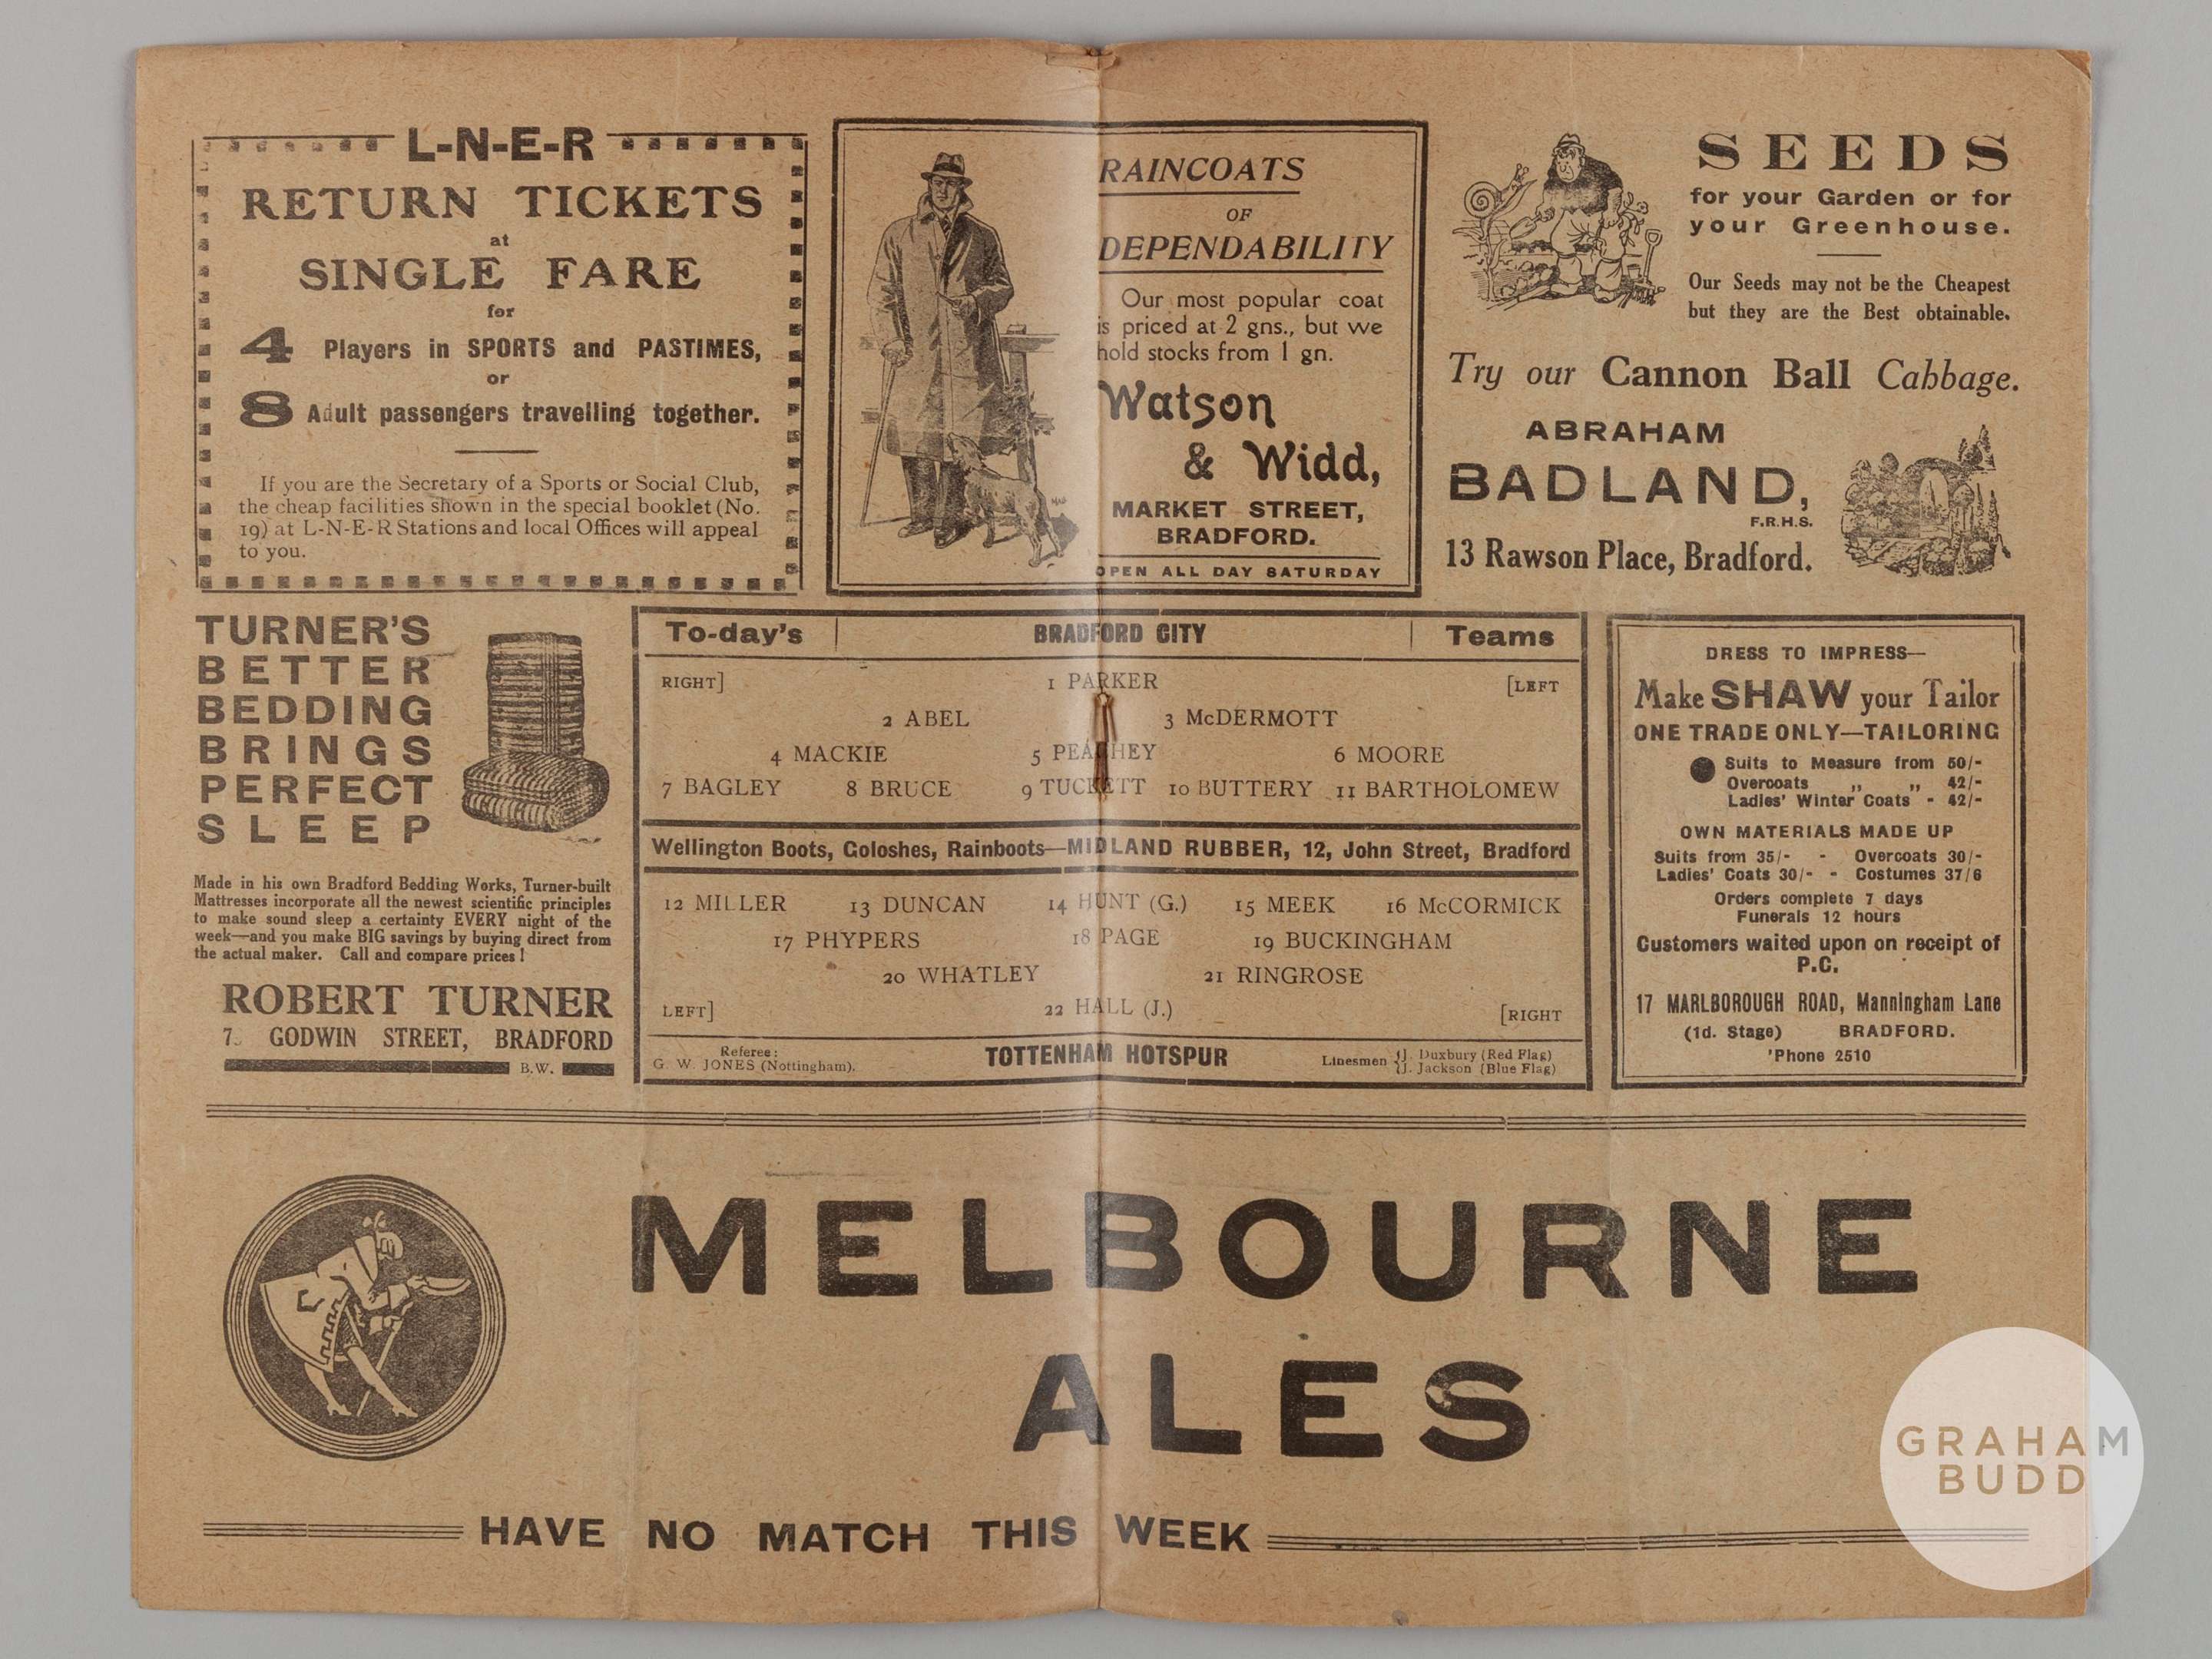 L-N-E-R
RETURN TICKETS
at
SINGLE FARE
for
4 Players in SPORTS and PASTIMES,
or
8 Adult passengers travelling together.
If you are the Secretary of a Sports or Social Club,
the cheap facilities shown in the special booklet (No.
19) at L-N-E-R Stations and local Offices will appeal
to you.
RAINCOATS
OF
DEPENDABILITY
Our most popular coat
is priced at 2 gns., but we
hold stocks from 1 gn.
Watson
& Widd,
MARKET STREET,
BRADFORD.
OPEN ALL DAY SATURDAY
SEEDS
for your Garden or for
your Greenhouse.
Our Seeds may not be the Cheapest
but they are the Best obtainable.
Try our Cannon Ball Cabbage.
ABRAHAM
BADLAND,
F.R.H.S.
13 Rawson Place, Bradford.
TURNER'S
BETTER
BEDDING
BRINGS
PERFECT
SLEEP
Made in his own Bradford Bedding Works, Turner-built
Mattresses incorporate all the newest scientific principles
to make sound sleep a certainty EVERY night of the
week—and you make BIG savings by buying direct from
the actual maker. Call and compare prices!
ROBERT TURNER
GODWIN STREET, BRADFORD
B.W.
To-day's BRADFORD CITY Teams
RIGHT] 1 PARKER [LEFT
2 ABEL 3 McDERMOTT
4 MACKIE 5 PEACHEY 6 MOORE
7 BAGLEY 8 BRUCE 9 TUCKETT 10 BUTTERY 11 BARTHOLOMEW
Wellington Boots, Goloshes, Rainboots—MIDLAND RUBBER, 12, John Street, Bradford
12 MILLER 13 DUNCAN 14 HUNT (G.) 15 MEEK 16 McCORMICK
17 PHYPERS 18 PAGE 19 BUCKINGHAM
20 WHATLEY 21 RINGROSE
LEFT] 22 HALL (J.) [RIGHT
Referee:
G. W. JONES (Nottingham).
TOTTENHAM HOTSPUR
Linesmen { J. Duxbury (Red Flag)
J. Jackson (Blue Flag)
DRESS TO IMPRESS—
Make SHAW your Tailor
ONE TRADE ONLY—TAILORING
Suits to Measure from 50/-
Overcoats ,, ,, 42/-
Ladies' Winter Coats - 42/-
OWN MATERIALS MADE UP
Suits from 35/- - Overcoats 30/-
Ladies' Coats 30/- - Costumes 37/6
Orders complete 7 days
Funerals 12 hours
Customers waited upon on receipt of
P.C.
17 MARLBOROUGH ROAD, Manningham Lane
(1d. Stage) BRADFORD.
'Phone 2510
MELBOURNE
ALES
HAVE NO MATCH THIS WEEK
GRAHAM
BUDD